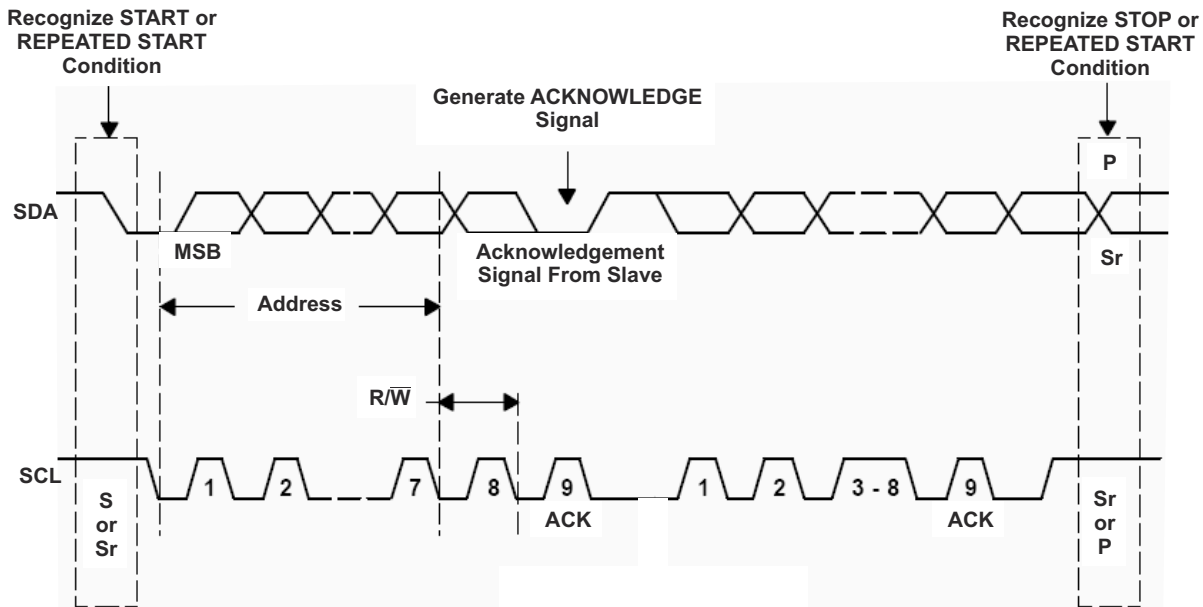 Recognize START or
REPEATED START
Condition
Recognize STOP or
REPEATED START
Condition
Generate ACKNOWLEDGE
Signal
P
SDA
MSB
Acknowledgement
Signal From Slave
Sr
Address
R/W̅
SCL
1
2
7
8
9
1
2
3 - 8
9
ACK
ACK
S
or
Sr
Sr
or
P